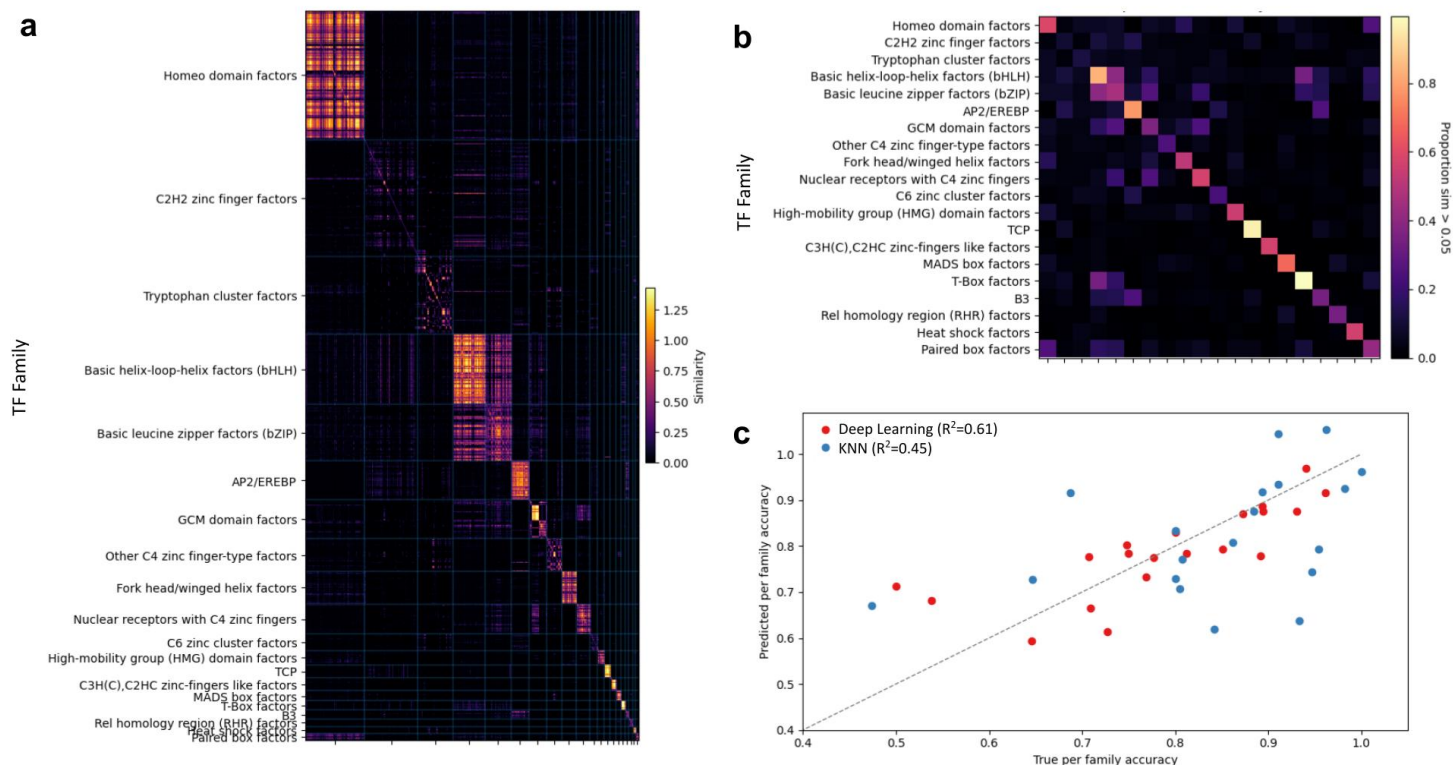 a
TF Family
Homeo domain factors
C2H2 zinc finger factors
Tryptophan cluster factors
Basic helix-loop-helix factors (bHLH)
Basic leucine zipper factors (bZIP)
AP2/EREBP
GCM domain factors
Other C4 zinc finger-type factors
Fork head/winged helix factors
Nuclear receptors with C4 zinc fingers
C6 zinc cluster factors
High-mobility group (HMG) domain factors
TCP
C3H(C),C2HC zinc-fingers like factors
MADS box factors
T-Box factors
B3
Rel homology region (RHR) factors
Heat shock factors
Paired box factors
1.25
1.00
0.75
0.50
0.25
0.00
Similarity
b
TF Family
Homeo domain factors
C2H2 zinc finger factors
Tryptophan cluster factors
Basic helix-loop-helix factors (bHLH)
Basic leucine zipper factors (bZIP)
AP2/EREBP
GCM domain factors
Other C4 zinc finger-type factors
Fork head/winged helix factors
Nuclear receptors with C4 zinc fingers
C6 zinc cluster factors
High-mobility group (HMG) domain factors
TCP
C3H(C),C2HC zinc-fingers like factors
MADS box factors
T-Box factors
B3
Rel homology region (RHR) factors
Heat shock factors
Paired box factors
0.8
0.6
0.4
0.2
0.0
Proportion sim > 0.05
c
Deep Learning (R²=0.61)
KNN (R²=0.45)
Predicted per family accuracy
1.0
0.9
0.8
0.7
0.6
0.5
0.4
0.4 0.5 0.6 0.7 0.8 0.9 1.0
True per family accuracy